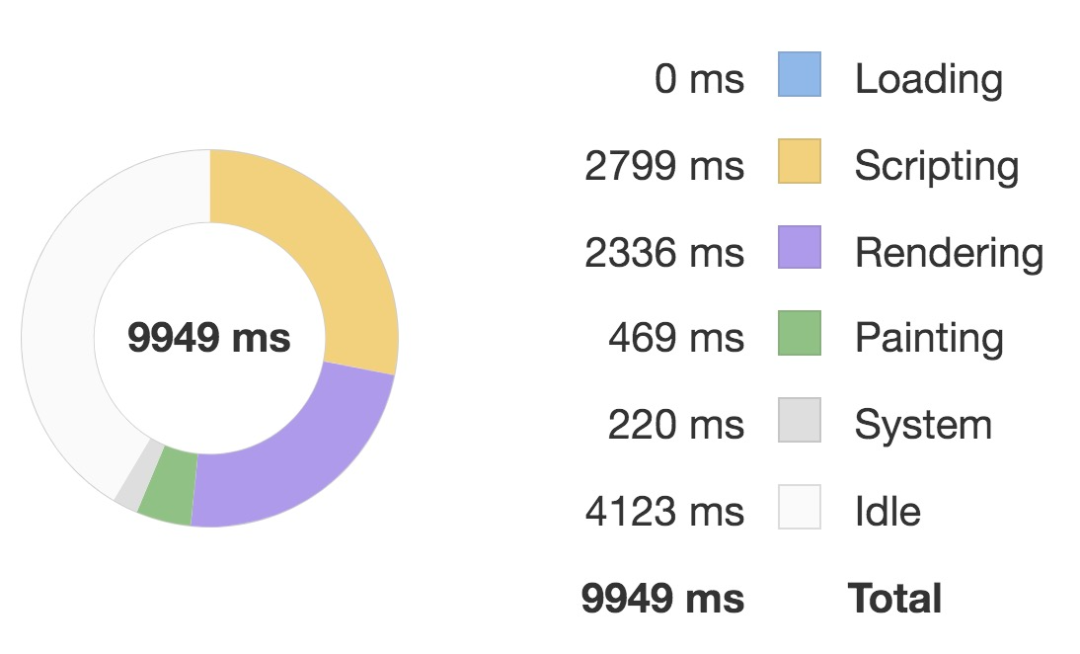 0 ms Loading
2799 ms Scripting
2336 ms Rendering
9949 ms
469 ms Painting
220 ms System
4123 ms Idle
9949 ms Total